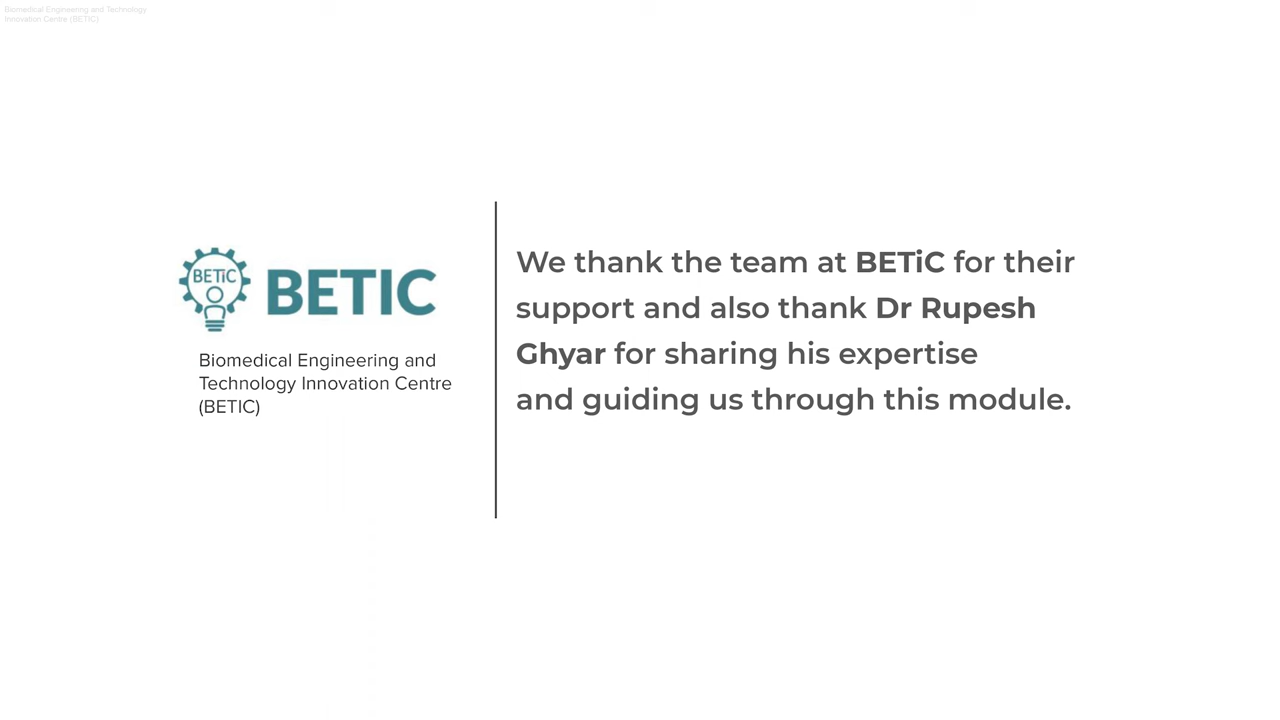 Biomedical Engineering and Technology
Innovation Centre (BETIC)
BETiC
BETIC
Biomedical Engineering and
Technology Innovation Centre
(BETIC)
We thank the team at BETiC for their
support and also thank Dr Rupesh
Ghyar for sharing his expertise
and guiding us through this module.